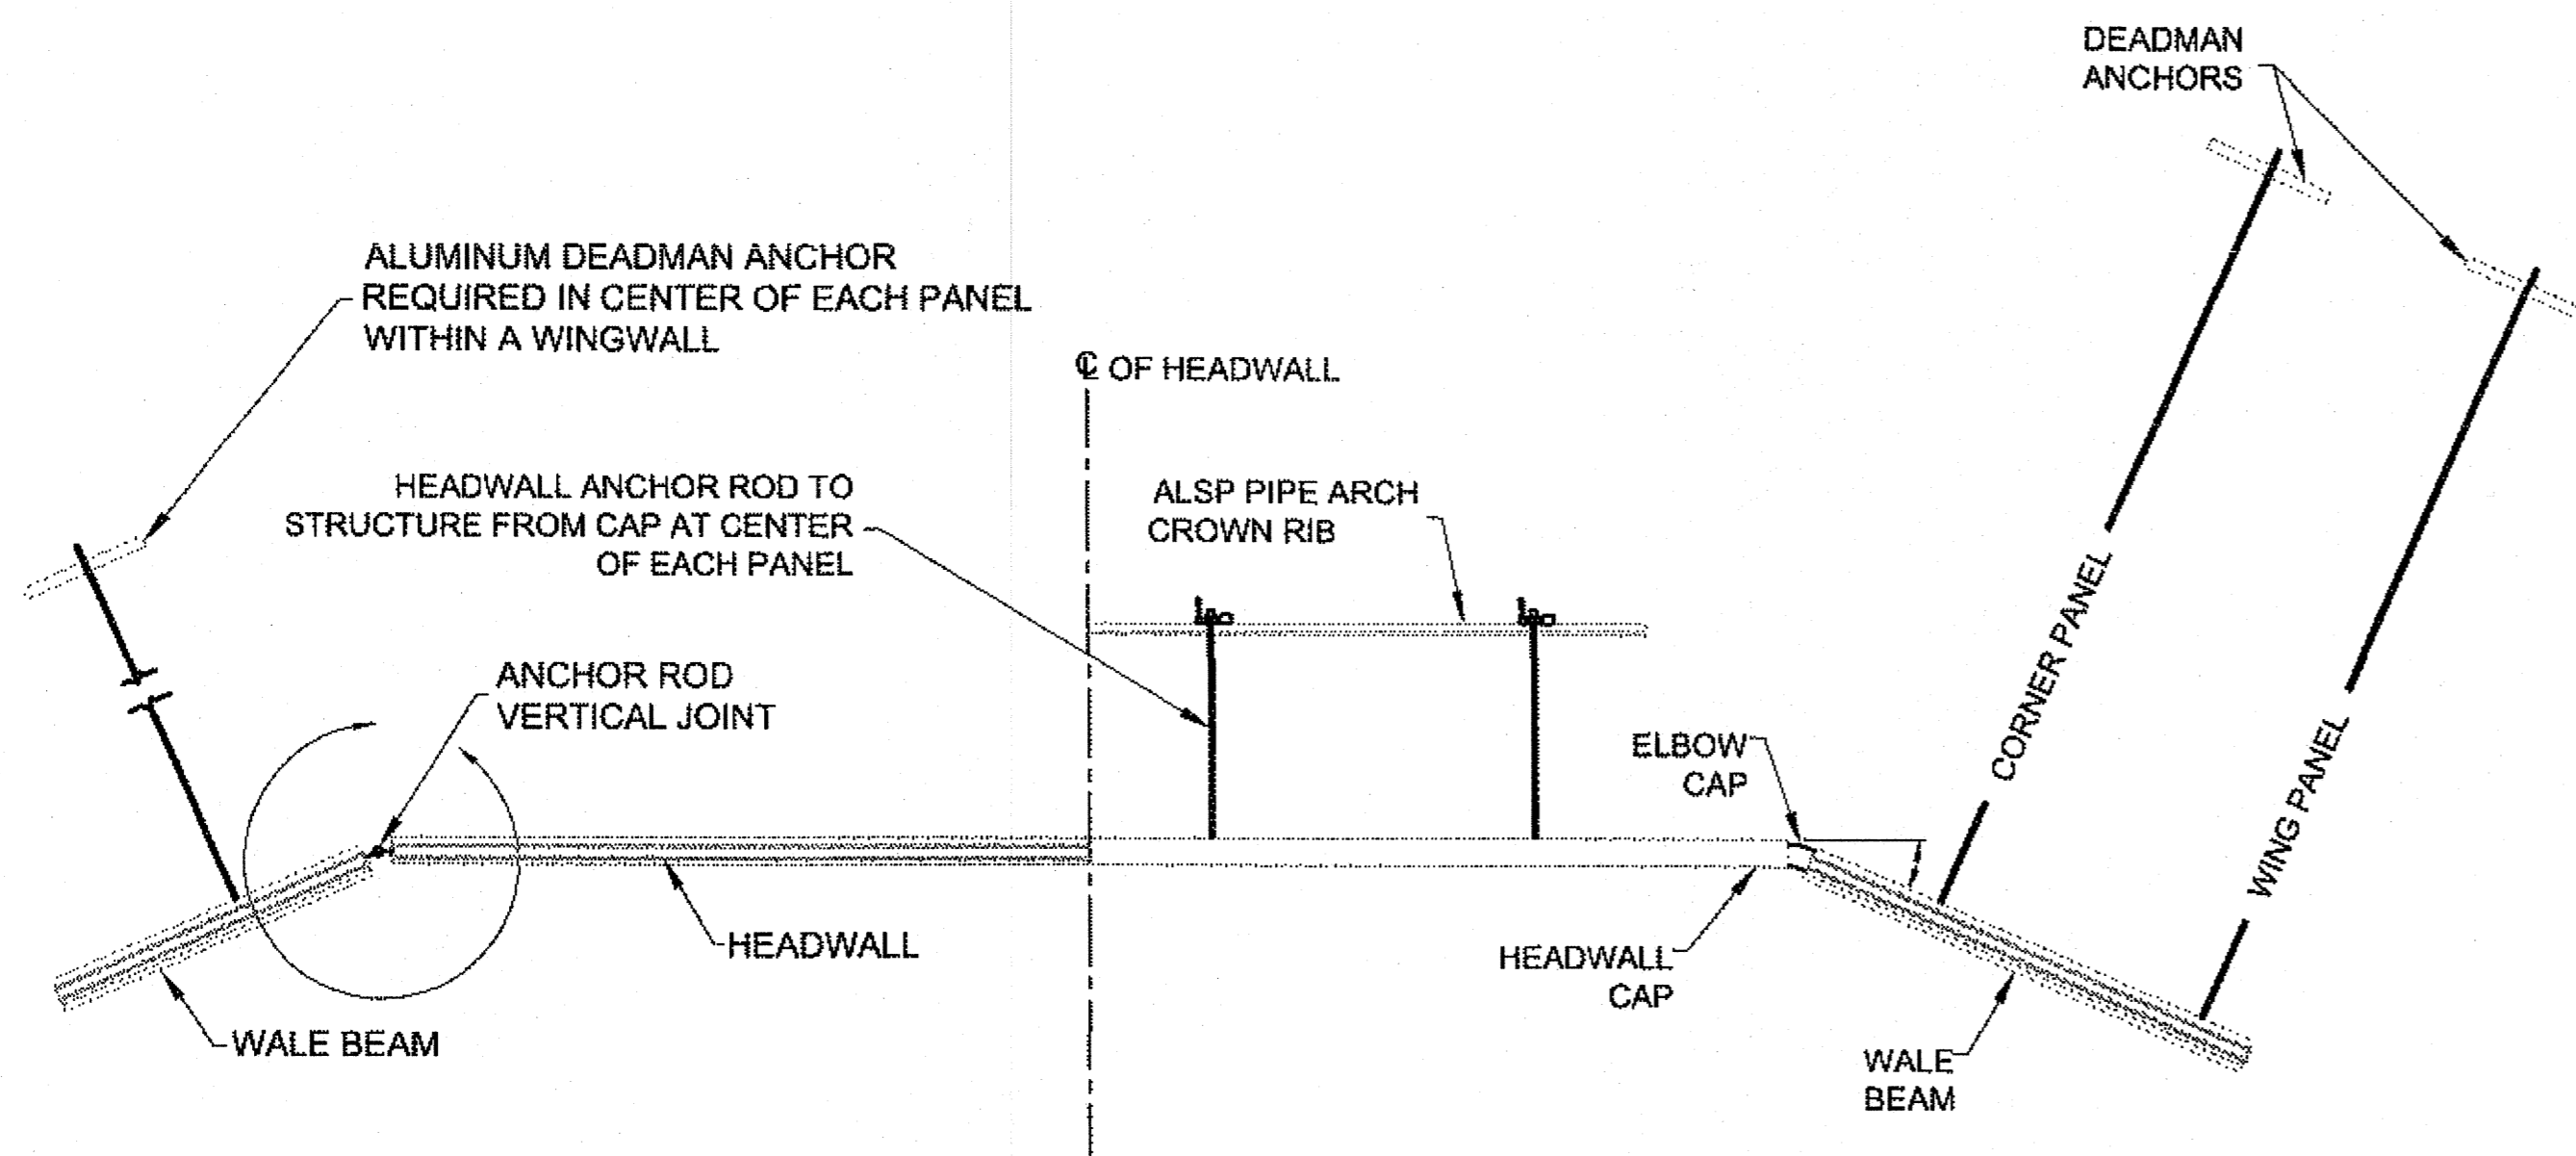 DEADMAN
ANCHORS
ALUMINUM DEADMAN ANCHOR
REQUIRED IN CENTER OF EACH PANEL
WITHIN A WINGWALL
℄ OF HEADWALL
HEADWALL ANCHOR ROD TO
STRUCTURE FROM CAP AT CENTER
OF EACH PANEL
ALSP PIPE ARCH
CROWN RIB
ANCHOR ROD
VERTICAL JOINT
ELBOW
CAP
CORNER PANEL
WING PANEL
HEADWALL
HEADWALL
CAP
WALE BEAM
WALE
BEAM